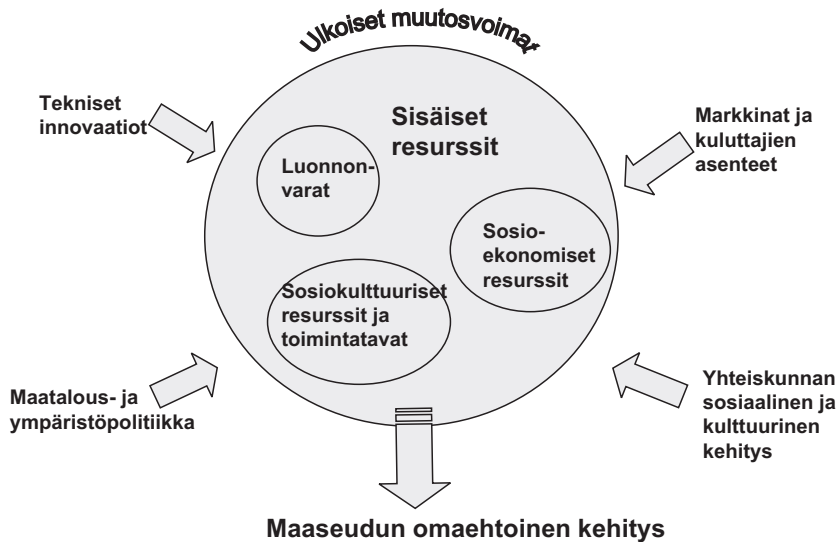 Ulkoiset muutosvoimat
Tekniset
innovaatiot
Sisäiset
resurssit
Markkinat ja
kuluttajien
asenteet
Luonnon-
varat
Sosio-
ekonomiset
resurssit
Sosiokulttuuriset
resurssit ja
toimintatavat
Maatalous- ja
ympäristöpolitiikka
Yhteiskunnan
sosiaalinen ja
kulttuurinen
kehitys
Maaseudun omaehtoinen kehitys